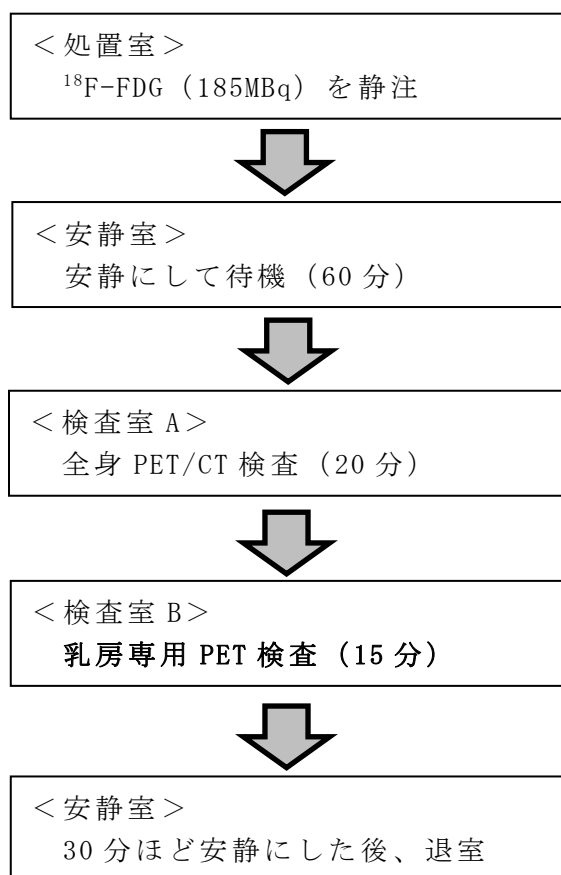 ＜処置室＞
¹⁸F-FDG（185MBq）を静注
＜安静室＞
安静にして待機（60分）
＜検査室A＞
全身PET/CT検査（20分）
＜検査室B＞
乳房専用PET検査（15分）
＜安静室＞
30分ほど安静にした後、退室